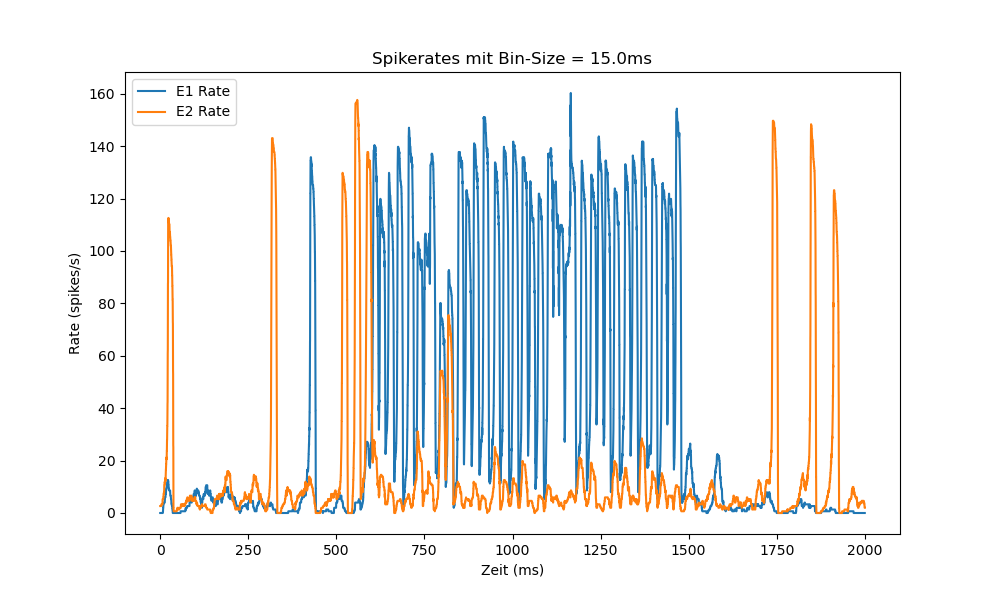 Spikerates mit Bin-Size = 15.0ms
E1 Rate
E2 Rate
160
140
120
100
80
60
40
20
0
Rate (spikes/s)
0 250 500 750 1000 1250 1500 1750 2000
Zeit (ms)